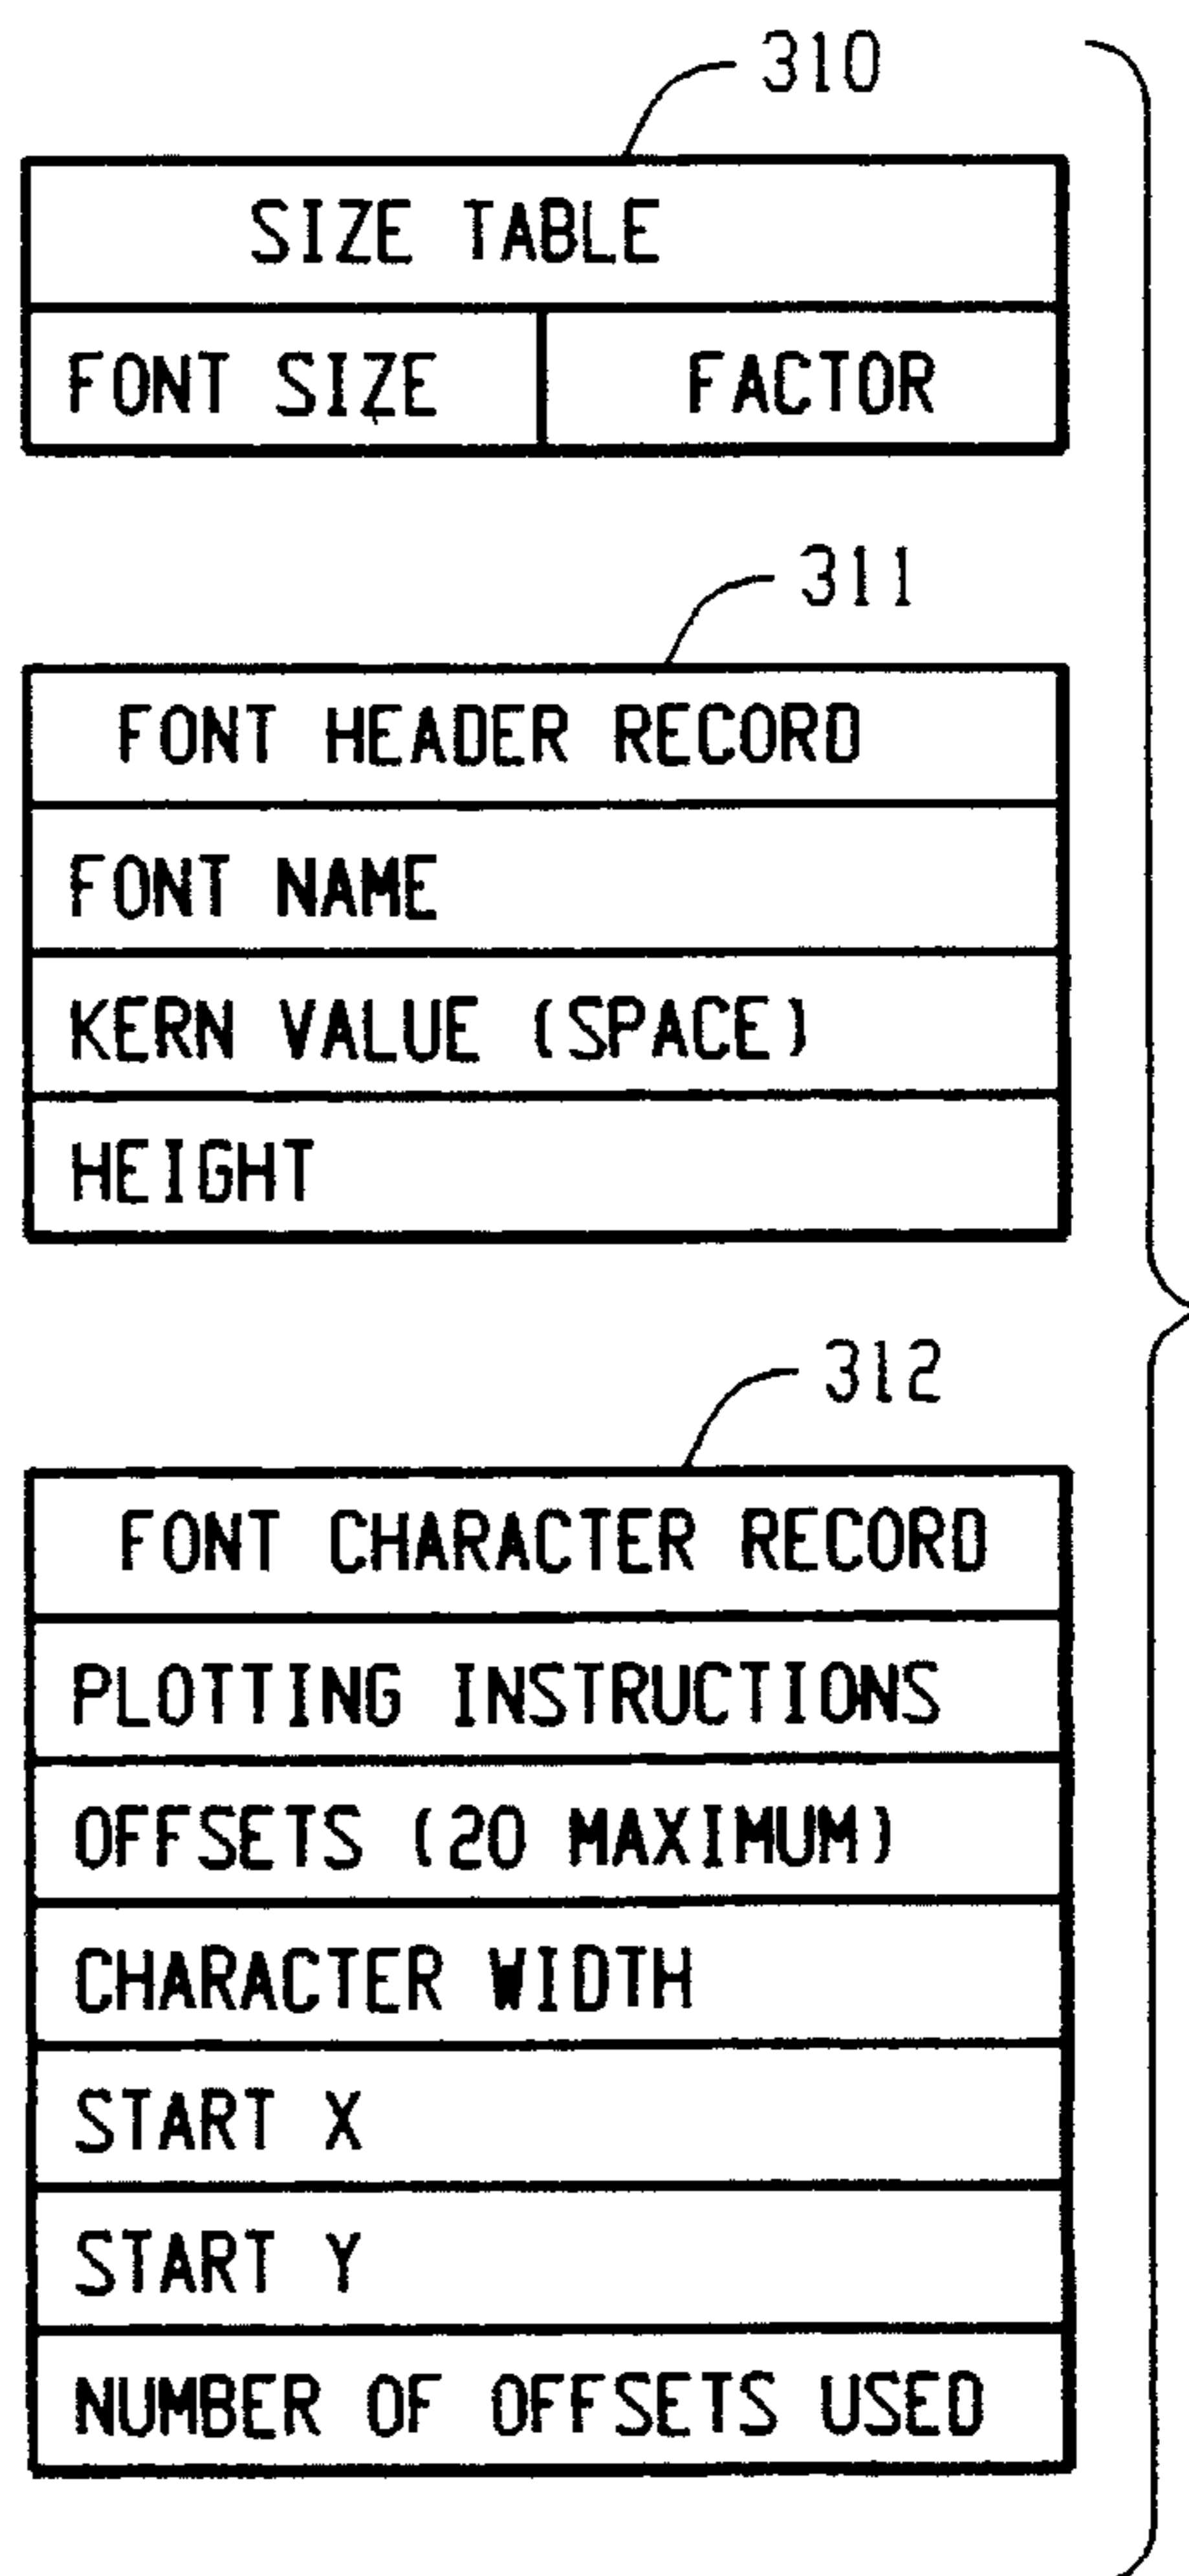 310
SIZE TABLE
FONT SIZE FACTOR
311
FONT HEADER RECORD
FONT NAME
KERN VALUE (SPACE)
HEIGHT
312
FONT CHARACTER RECORD
PLOTTING INSTRUCTIONS
OFFSETS (20 MAXIMUM)
CHARACTER WIDTH
START X
START Y
NUMBER OF OFFSETS USED